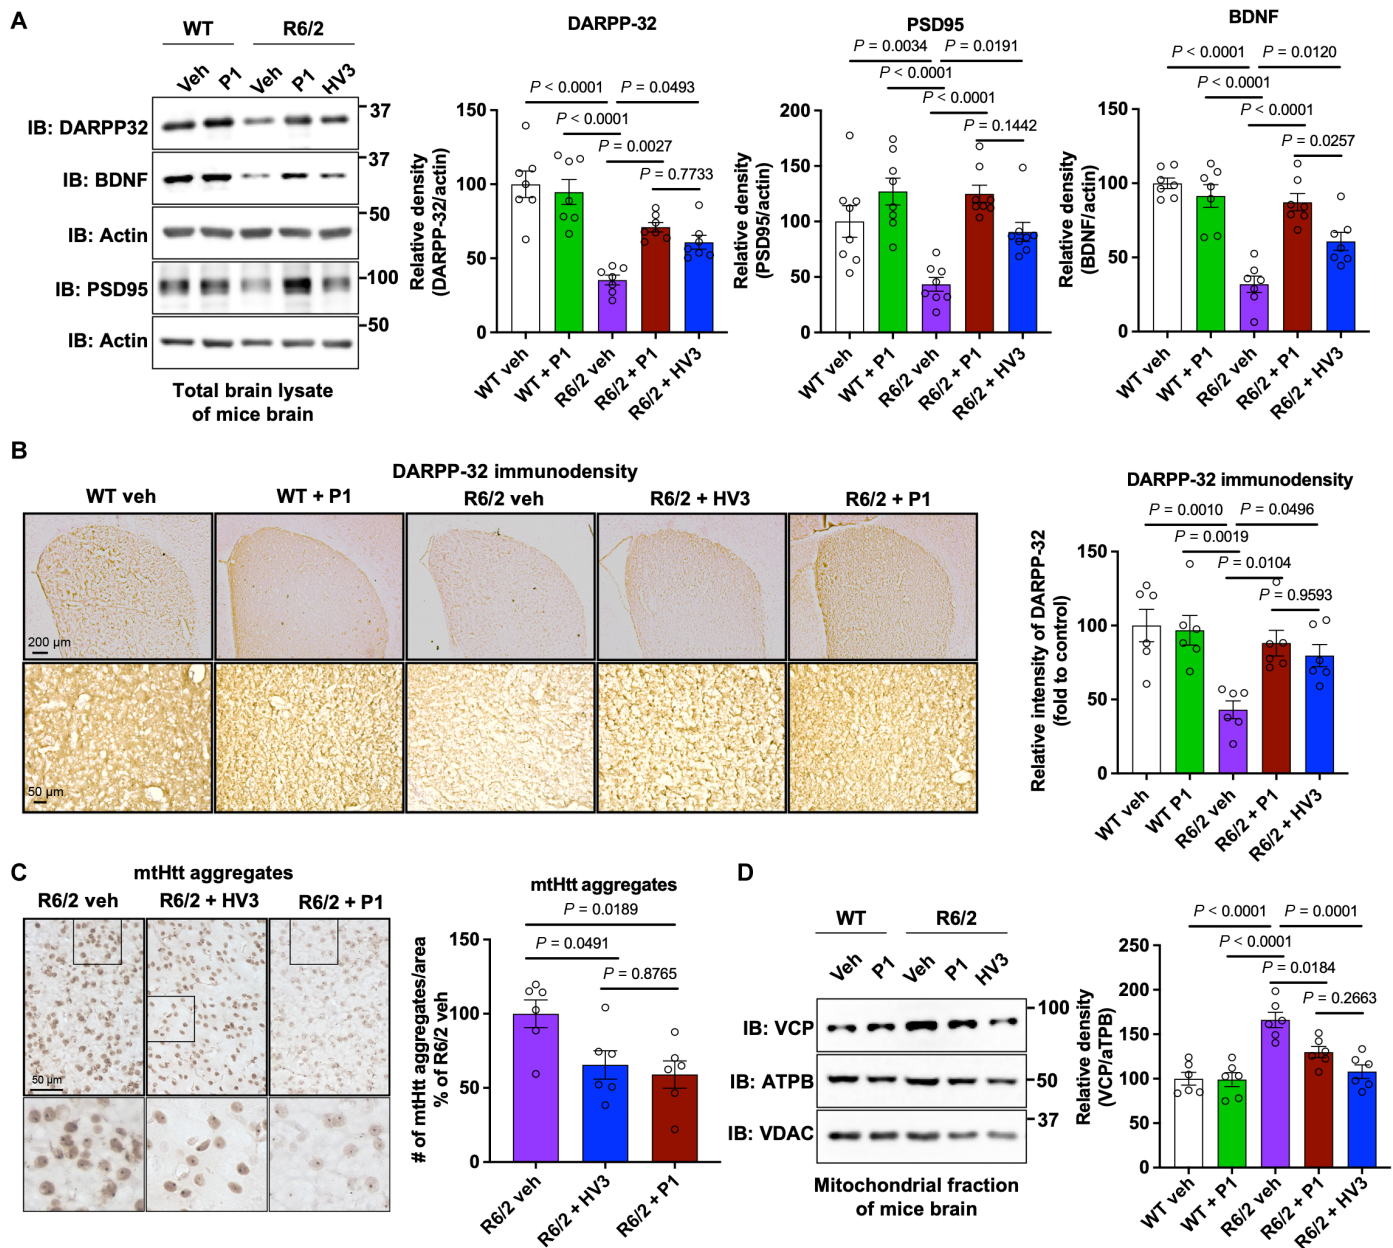 A
WT
R6/2
Veh
P1
Veh
P1
HV3
IB: DARPP32
37
IB: BDNF
37
IB: Actin
50
IB: PSD95
100
IB: Actin
50
Total brain lysate
of mice brain
DARPP-32
P < 0.0001
P = 0.0493
P < 0.0001
P = 0.0027
P = 0.7733
Relative density
(DARPP-32/actin)
150
100
50
0
WT veh
WT + P1
R6/2 veh
R6/2 + P1
R6/2 + HV3
PSD95
P = 0.0034
P = 0.0191
P < 0.0001
P < 0.0001
P = 0.1442
Relative density
(PSD95/actin)
200
150
100
50
0
WT veh
WT + P1
R6/2 veh
R6/2 + P1
R6/2 + HV3
BDNF
P < 0.0001
P = 0.0120
P < 0.0001
P < 0.0001
P = 0.0257
Relative density
(BDNF/actin)
150
100
50
0
WT veh
WT + P1
R6/2 veh
R6/2 + P1
R6/2 + HV3
B
DARPP-32 immunodensity
WT veh
WT + P1
R6/2 veh
R6/2 + HV3
R6/2 + P1
200 μm
50 μm
DARPP-32 immunodensity
P = 0.0010
P = 0.0496
P = 0.0019
P = 0.0104
P = 0.9593
Relative intensity of DARPP-32
(fold to control)
150
100
50
0
WT veh
WT P1
R6/2 veh
R6/2 + P1
R6/2 + HV3
C
mtHtt aggregates
R6/2 veh
R6/2 + HV3
R6/2 + P1
50 μm
mtHtt aggregates
P = 0.0189
P = 0.0491
P = 0.8765
# of mtHtt aggregates/area
% of R6/2 veh
150
100
50
0
R6/2 veh
R6/2 + HV3
R6/2 + P1
D
WT
R6/2
Veh
P1
Veh
P1
HV3
IB: VCP
100
IB: ATPB
50
IB: VDAC
37
Mitochondrial fraction
of mice brain
P < 0.0001
P = 0.0001
P < 0.0001
P = 0.0184
P = 0.2663
Relative density
(VCP/aTPB)
250
200
150
100
50
0
WT veh
WT + P1
R6/2 veh
R6/2 + P1
R6/2 + HV3